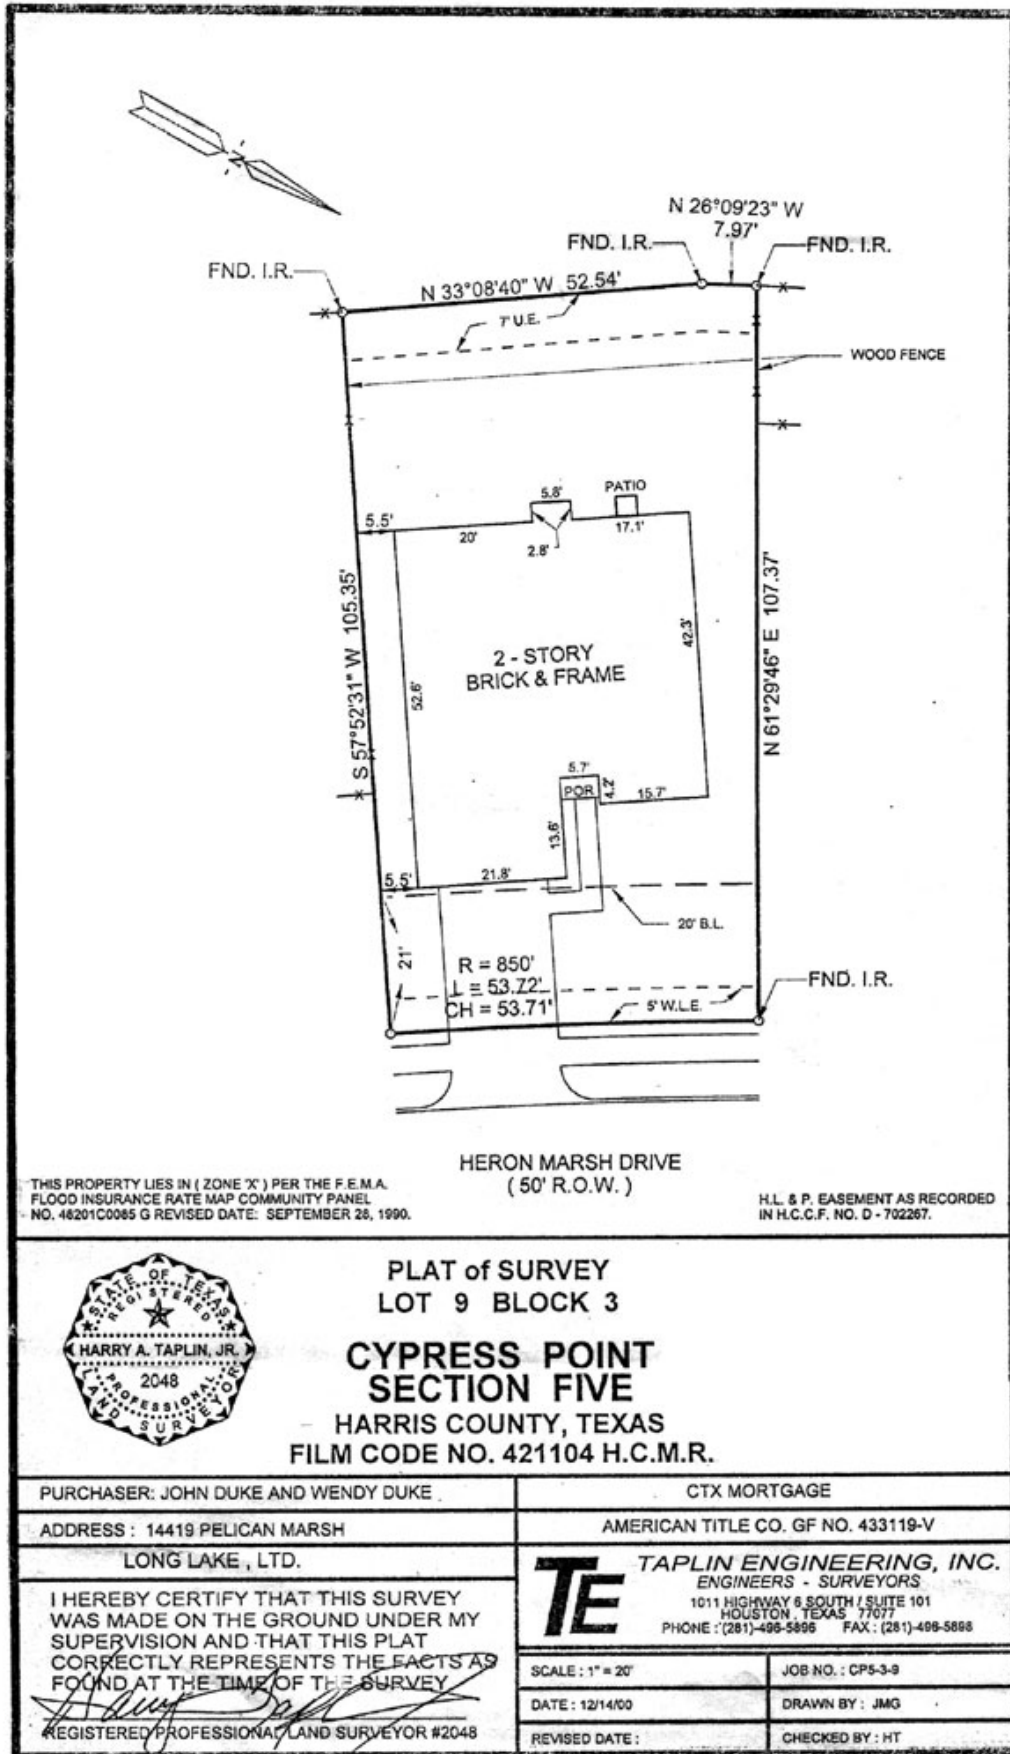 N
N 26°09'23" W
7.97'
FND. I.R.
FND. I.R.
FND. I.R.
N 33°08'40" W 52.54'
7' U.E.
WOOD FENCE
5.8'
PATIO
5.5'
20'
2.8'
17.1'
S 57°52'31" W 105.35'
52.6'
2 - STORY
BRICK & FRAME
42.3'
N 61°29'46" E 107.37'
5.7'
POR.
4.2'
15.7'
13.6'
5.5'
21.8'
20' B.L.
21'
R = 850'
L = 53.72'
CH = 53.71'
5' W.L.E.
FND. I.R.
HERON MARSH DRIVE
( 50' R.O.W. )
THIS PROPERTY LIES IN ( ZONE 'X' ) PER THE F.E.M.A.
FLOOD INSURANCE RATE MAP COMMUNITY PANEL
NO. 48201C0085 G REVISED DATE: SEPTEMBER 28, 1990.
H.L. & P. EASEMENT AS RECORDED
IN H.C.C.F. NO. D - 702267.
STATE OF TEXAS
REGISTERED
HARRY A. TAPLIN, JR.
2048
PROFESSIONAL
LAND SURVEYOR
PLAT of SURVEY
LOT 9 BLOCK 3
CYPRESS POINT
SECTION FIVE
HARRIS COUNTY, TEXAS
FILM CODE NO. 421104 H.C.M.R.
PURCHASER: JOHN DUKE AND WENDY DUKE
CTX MORTGAGE
ADDRESS : 14419 PELICAN MARSH
AMERICAN TITLE CO. GF NO. 433119-V
LONG LAKE , LTD.
I HEREBY CERTIFY THAT THIS SURVEY
WAS MADE ON THE GROUND UNDER MY
SUPERVISION AND THAT THIS PLAT
CORRECTLY REPRESENTS THE FACTS AS
FOUND AT THE TIME OF THE SURVEY
REGISTERED PROFESSIONAL LAND SURVEYOR #2048
TE
TAPLIN ENGINEERING, INC.
ENGINEERS - SURVEYORS
1011 HIGHWAY 6 SOUTH / SUITE 101
HOUSTON , TEXAS 77077
PHONE : (281)-496-5896 FAX : (281)-496-5898
SCALE : 1" = 20'
JOB NO. : CP5-3-9
DATE : 12/14/00
DRAWN BY : JMG
REVISED DATE :
CHECKED BY : HT